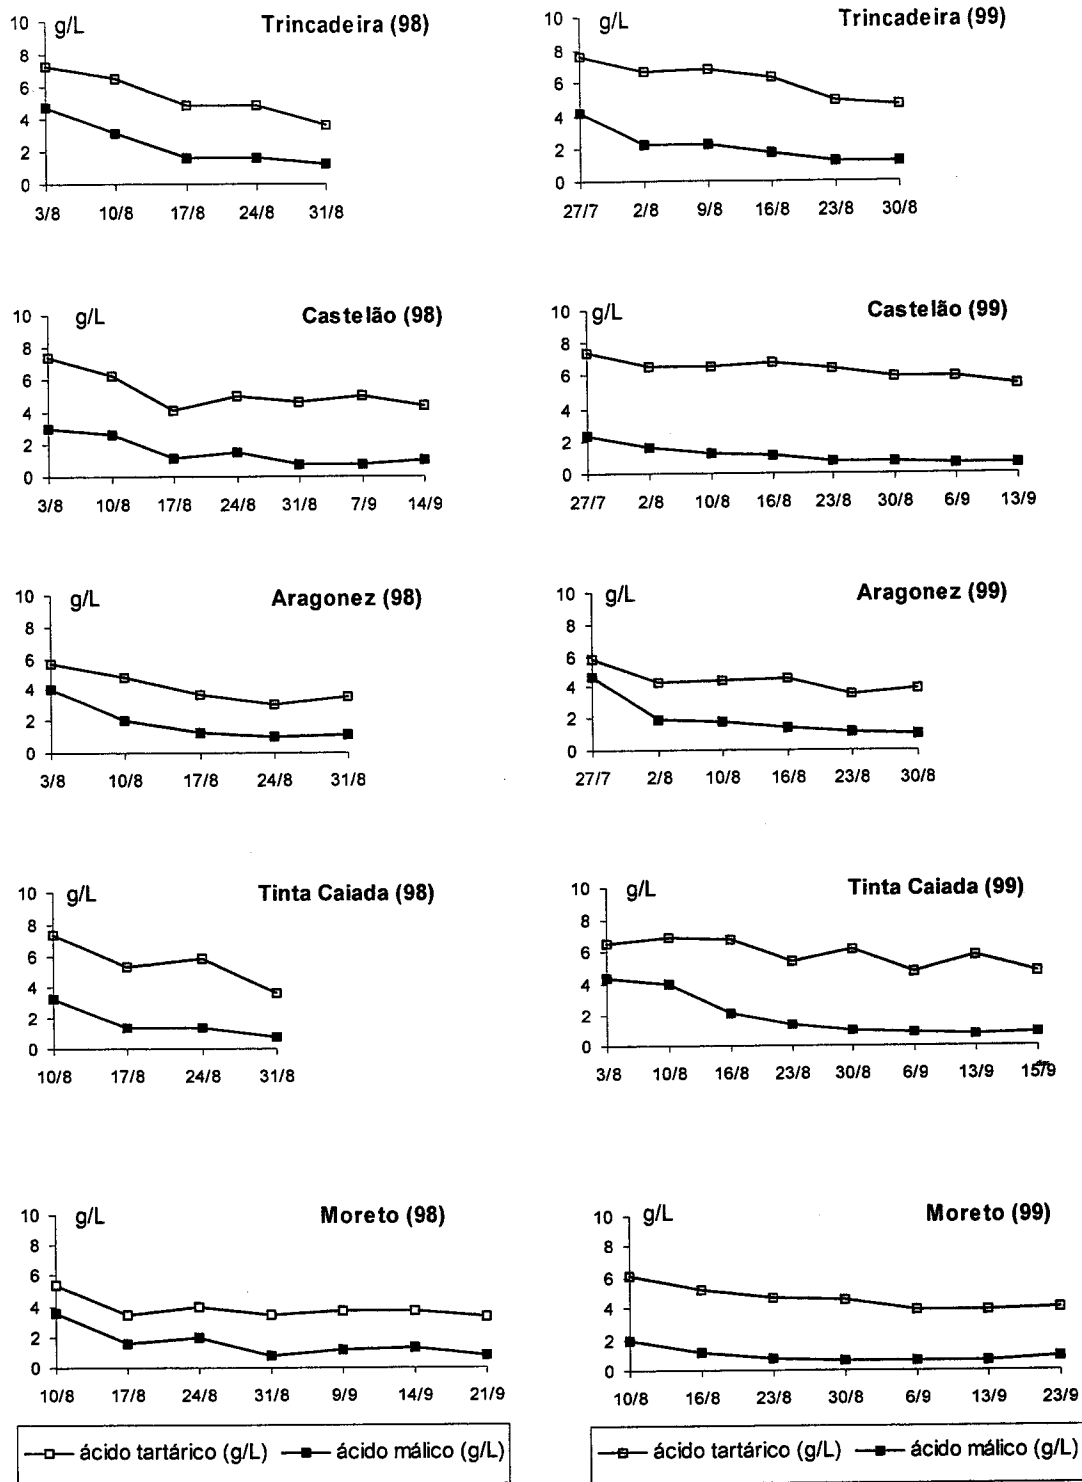 g/L Trincadeira (98)
10
8
6
4
2
0
3/8 10/8 17/8 24/8 31/8
g/L Trincadeira (99)
10
8
6
4
2
0
27/7 2/8 9/8 16/8 23/8 30/8
g/L Castelão (98)
10
8
6
4
2
0
3/8 10/8 17/8 24/8 31/8 7/9 14/9
g/L Castelão (99)
10
8
6
4
2
0
27/7 2/8 10/8 16/8 23/8 30/8 6/9 13/9
g/L Aragonez (98)
10
8
6
4
2
0
3/8 10/8 17/8 24/8 31/8
g/L Aragonez (99)
10
8
6
4
2
0
27/7 2/8 10/8 16/8 23/8 30/8
g/L Tinta Caiada (98)
10
8
6
4
2
0
10/8 17/8 24/8 31/8
g/L Tinta Caiada (99)
10
8
6
4
2
0
3/8 10/8 16/8 23/8 30/8 6/9 13/9 15/9
g/L Moreto (98)
10
8
6
4
2
0
10/8 17/8 24/8 31/8 9/9 14/9 21/9
g/L Moreto (99)
10
8
6
4
2
0
10/8 16/8 23/8 30/8 6/9 13/9 23/9
ácido tartárico (g/L) ácido málico (g/L)
ácido tartárico (g/L) ácido málico (g/L)